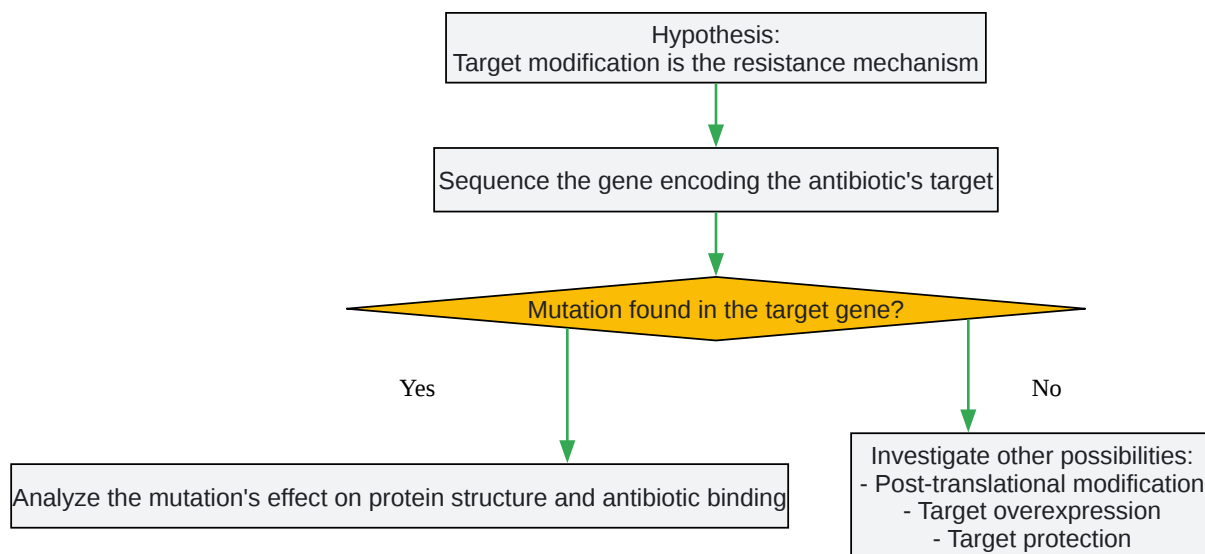 Hypothesis:
Target modification is the resistance mechanism
Sequence the gene encoding the antibiotic's target
Mutation found in the target gene?
Yes
No
Analyze the mutation's effect on protein structure and antibiotic binding
Investigate other possibilities:
- Post-translational modification
- Target overexpression
- Target protection